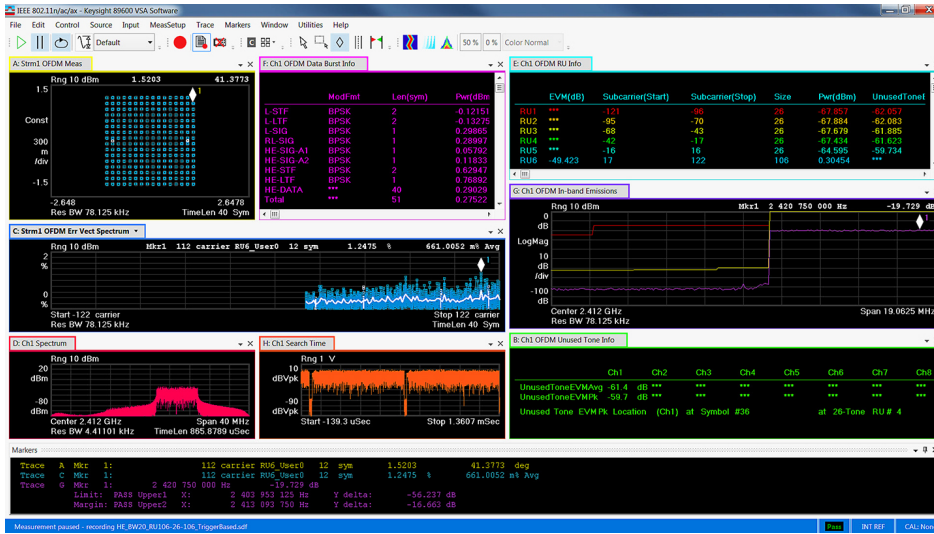 IEEE 802.11n/ac/ax - Keysight 89600 VSA Software
File Edit Control Source Input MeasSetup Trace Markers Window Utilities Help
Default 50 % 0 % Color Normal
A: Strm1 OFDM Meas
Rng 10 dBm 1.5203 41.3773
1.5
Const
300
m
/div
-1.5
-2.648 2.6478
Res BW 78.125 kHz TimeLen 40 Sym
F: Ch1 OFDM Data Burst Info
ModFmt Len(sym) Pwr(dBm
L-STF BPSK 2 -0.12151
L-LTF BPSK 2 -0.13275
L-SIG BPSK 1 0.29865
RL-SIG BPSK 1 0.28997
HE-SIG-A1 BPSK 1 0.05792
HE-SIG-A2 BPSK 1 0.11833
HE-STF BPSK 2 0.62947
HE-LTF BPSK 1 0.76892
HE-DATA *** 40 0.29029
Total *** 51 0.27522
E: Ch1 OFDM RU Info
EVM(dB) Subcarrier(Start) Subcarrier(Stop) Size Pwr(dBm) UnusedToneE
RU1 *** -121 -96 26 -67.857 -62.057
RU2 *** -95 -70 26 -67.884 -62.083
RU3 *** -68 -43 26 -67.679 -61.885
RU4 *** -42 -17 26 -67.434 -61.623
RU5 *** -16 16 26 -64.595 -59.734
RU6 -49.423 17 122 106 0.30454 ***
C: Strm1 OFDM Err Vect Spectrum
Rng 10 dBm Mkr1 112 carrier RU6_User0 12 sym 1.2475 % 661.0052 m% Avg
2
%
0
%
Start -122 carrier Stop 122 carrier
Res BW 78.125 kHz TimeLen 40 Sym
G: Ch1 OFDM In-band Emissions
Rng 10 dBm Mkr1 2 420 750 000 Hz -19.729 dB
0
LogMag
10
dB
/div
-100
dB
Center 2.412 GHz Span 19.0625 MHz
Res BW 78.125 kHz
D: Ch1 Spectrum
Rng 10 dBm
20
dBm
-80
dBm
Center 2.412 GHz Span 40 MHz
Res BW 4.41101 kHz TimeLen 865.8789 uSec
H: Ch1 Search Time
Rng 1 V
10
dBVpk
-90
dBVpk
Start -139.3 uSec Stop 1.3607 mSec
B: Ch1 OFDM Unused Tone Info
Ch1 Ch2 Ch3 Ch4 Ch5 Ch6 Ch7 Ch8
UnusedToneEVMAvg -61.4 dB *** *** *** *** *** *** ***
UnusedToneEVMPk -59.7 dB *** *** *** *** *** *** ***
Unused Tone EVM Pk Location (Ch1) at Symbol #36 at 26-Tone RU # 4
Markers
Trace A Mkr 1: 112 carrier RU6_User0 12 sym 1.5203 41.3773 deg
Trace C Mkr 1: 112 carrier RU6_User0 12 sym 1.2475 % 661.0052 m% Avg
Trace G Mkr 1: 2 420 750 000 Hz -19.729 dB
Limit: PASS Upper1 X: 2 403 953 125 Hz Y delta: -56.237 dB
Margin: PASS Upper2 X: 2 413 093 750 Hz Y delta: -16.663 dB
Measurement paused - recording HE_BW20_RU106-26-106_TriggerBased.sdf Pass INT REF CAL: None